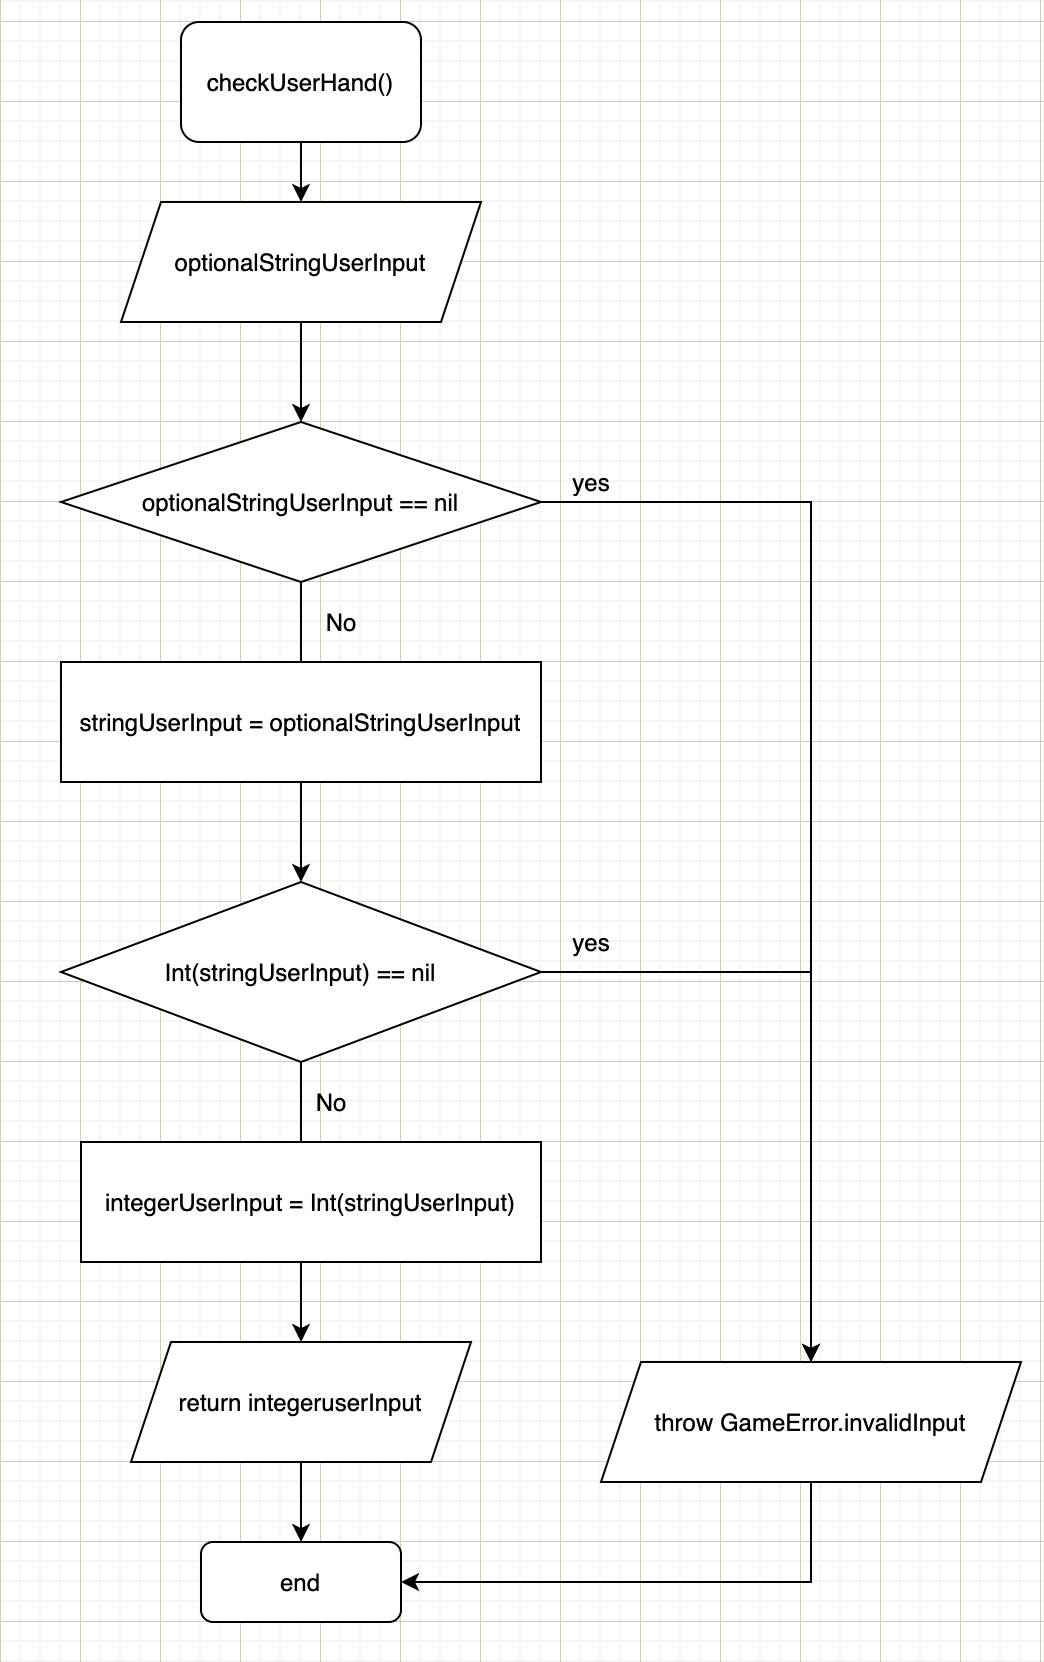 checkUserHand()
optionalStringUserInput
optionalStringUserInput == nil
yes
No
stringUserInput = optionalStringUserInput
Int(stringUserInput) == nil
yes
No
integerUserInput = Int(stringUserInput)
return integeruserInput
throw GameError.invalidInput
end